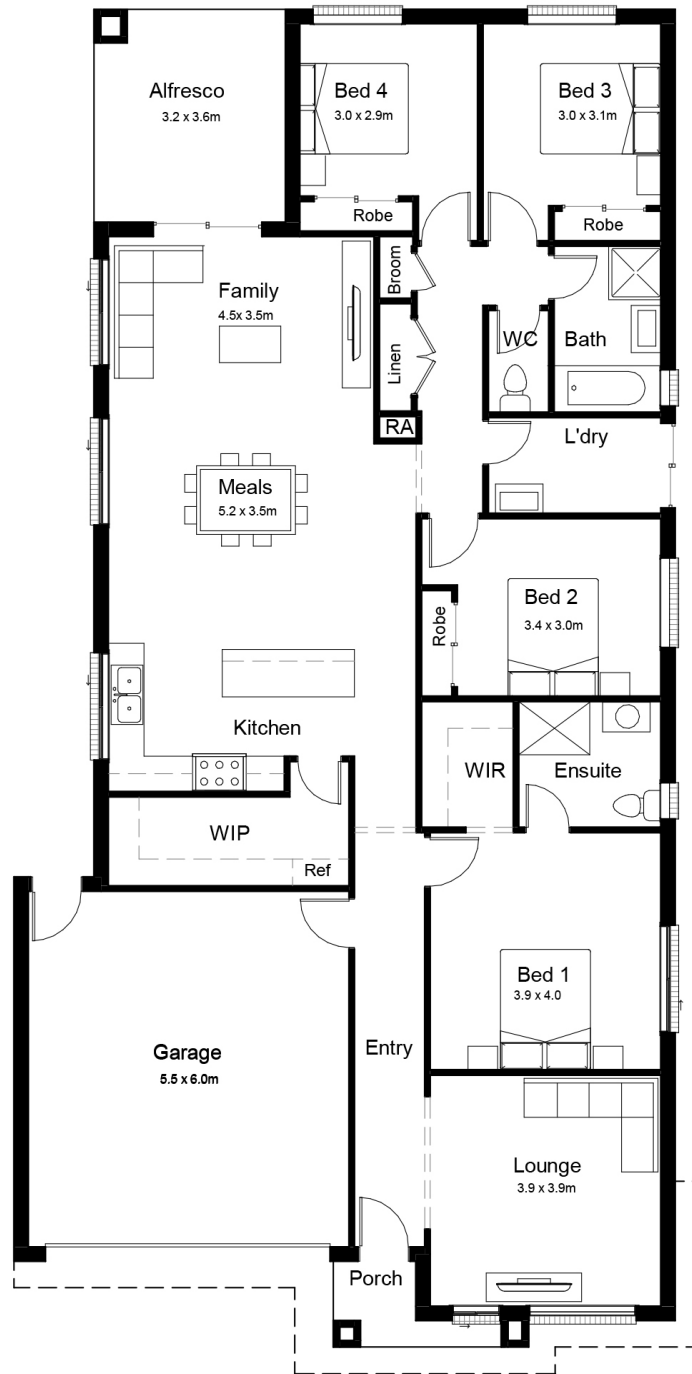 Alfresco
3.2 x 3.6m
Bed 4
3.0 x 2.9m
Bed 3
3.0 x 3.1m
Robe
Robe
Broom
Family
4.5x 3.5m
WC
Bath
Linen
RA
L'dry
Meals
5.2 x 3.5m
Bed 2
3.4 x 3.0m
Robe
Kitchen
WIR
Ensuite
WIP
Ref
Bed 1
3.9 x 4.0
Entry
Garage
5.5 x 6.0m
Lounge
3.9 x 3.9m
Porch